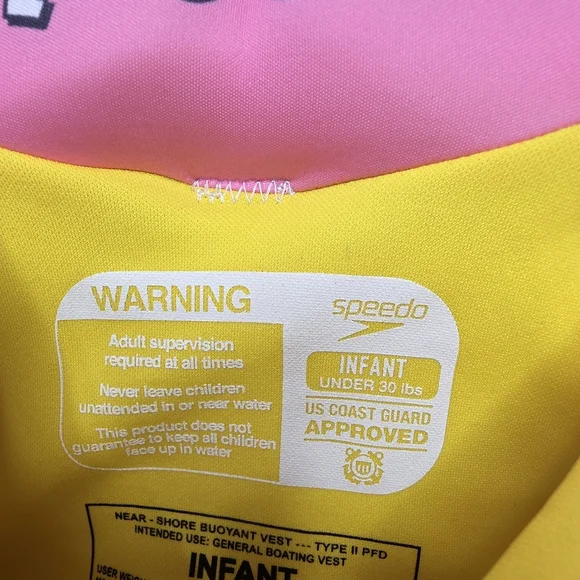 WARNING
Adult supervision
required at all times
Never leave children
unattended in or near water
This product does not
guarantee to keep all children
face up in water
speedo
INFANT
UNDER 30 lbs
US COAST GUARD
APPROVED
NEAR - SHORE BUOYANT VEST --- TYPE II PFD
INTENDED USE: GENERAL BOATING VEST
INFANT
USER WEIGH